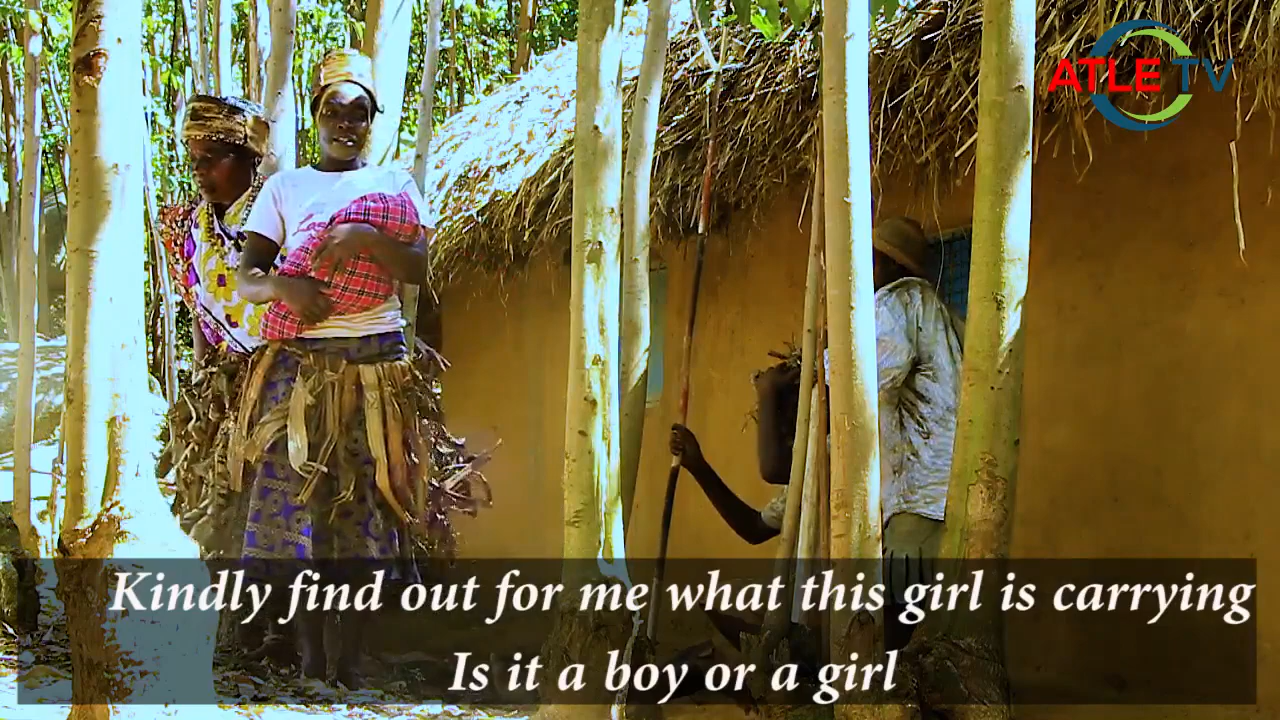 ATLE TV
Kindly find out for me what this girl is carrying
Is it a boy or a girl